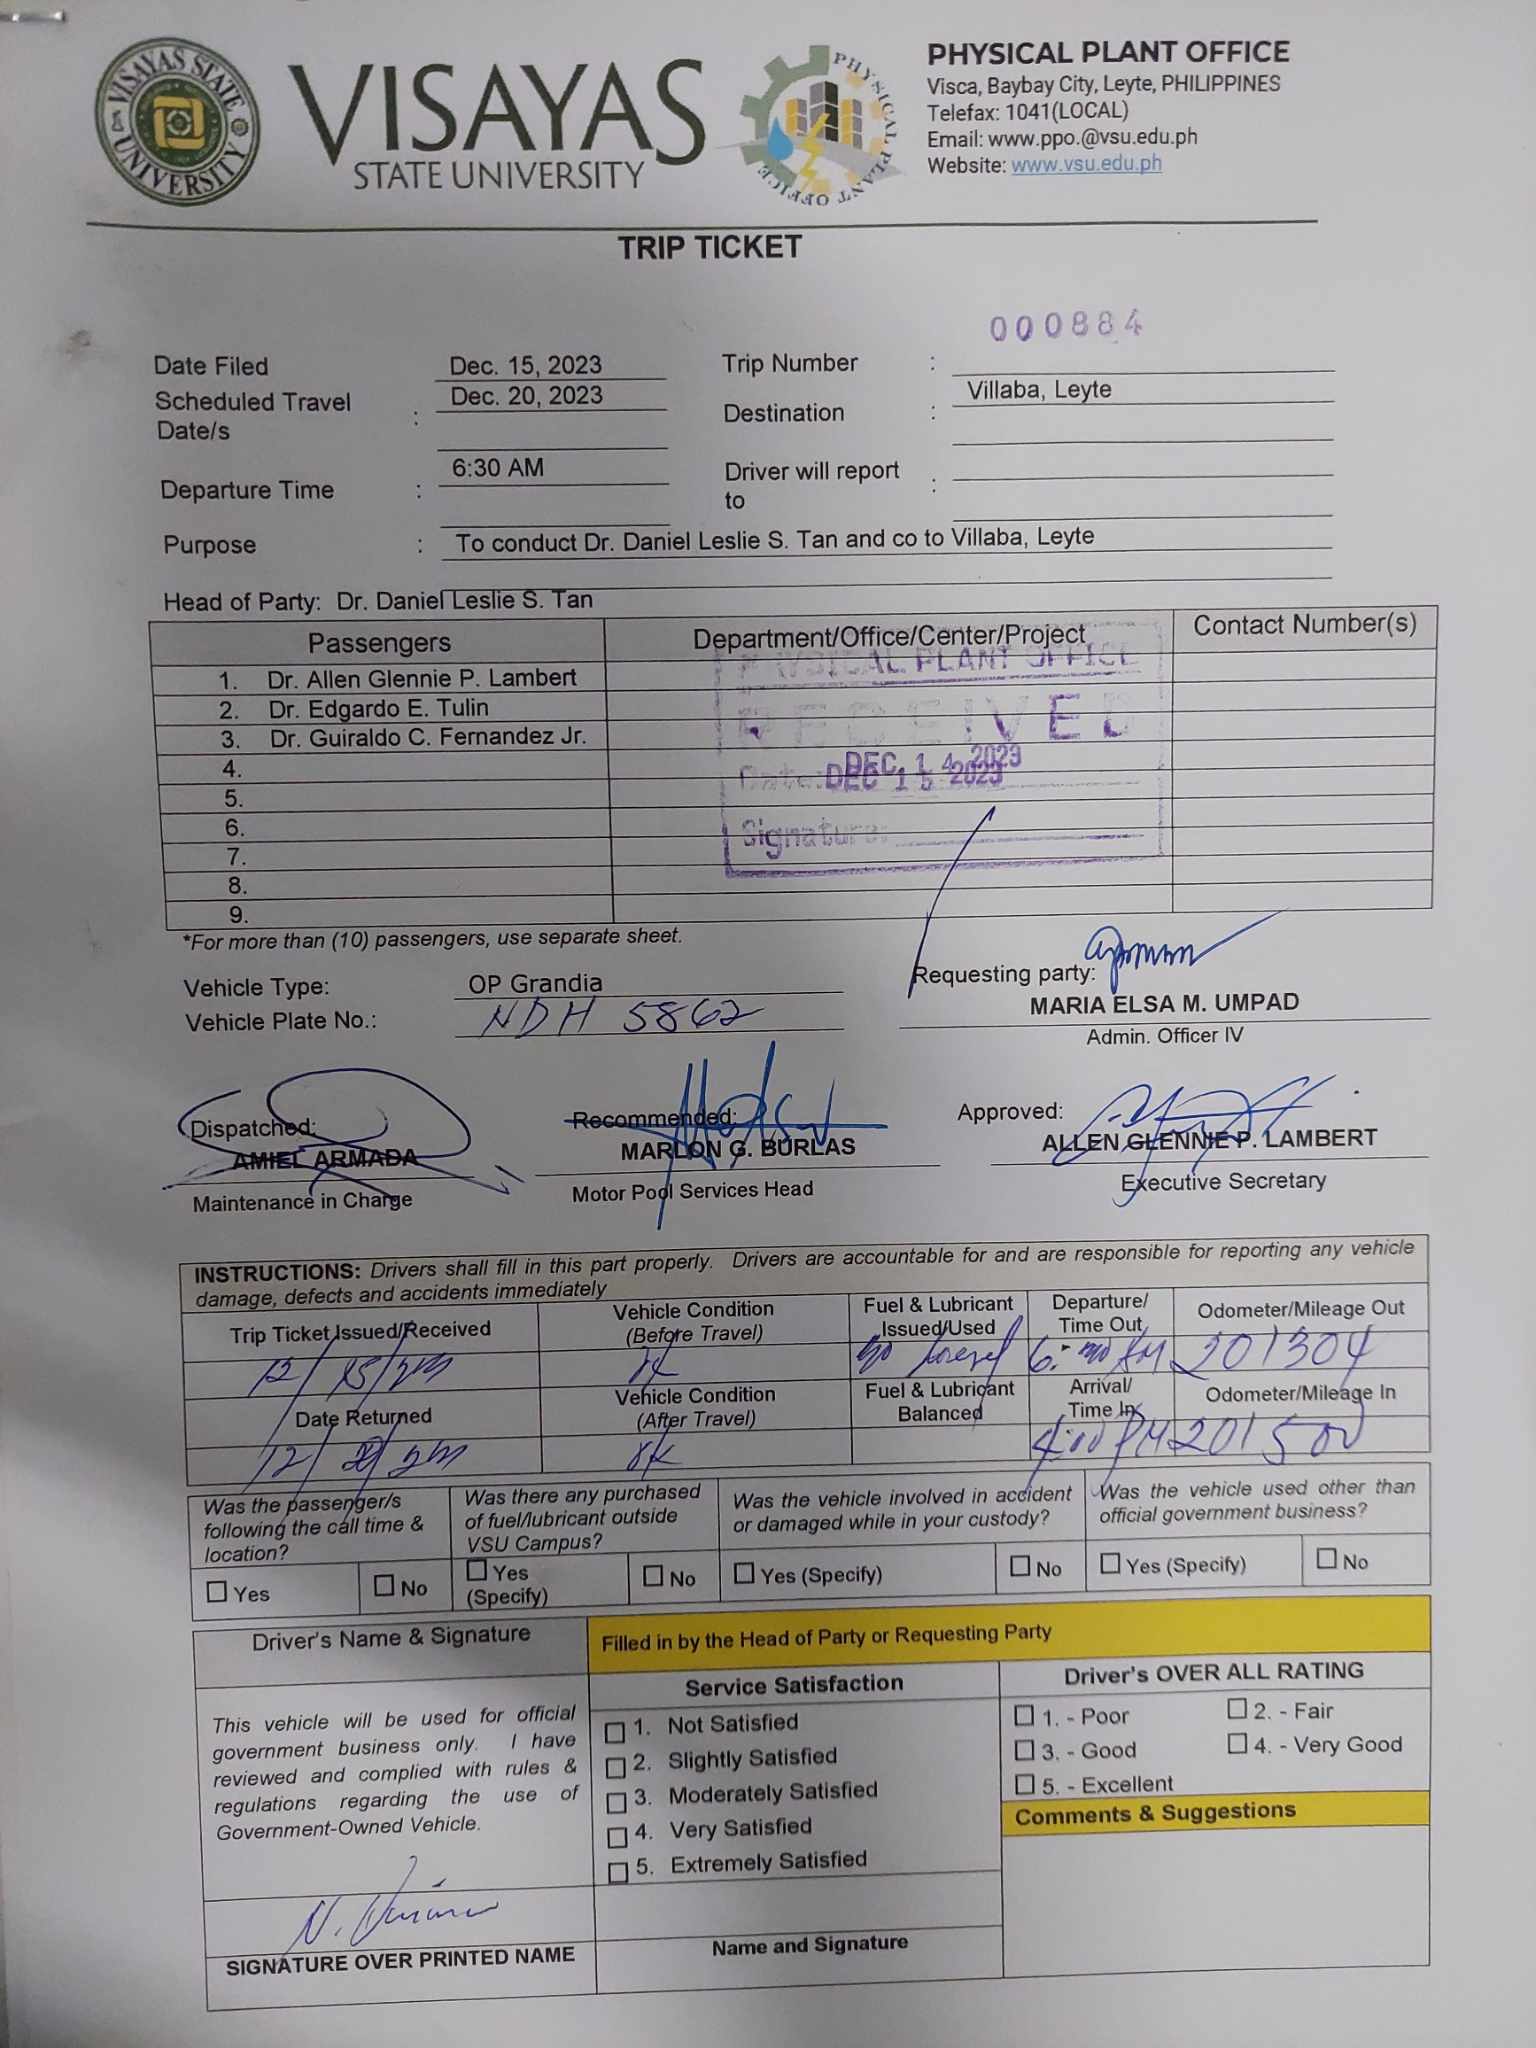 VISAYAS STATE UNIVERSITY
VISAYAS
STATE UNIVERSITY
PHYSICAL PLANT OFFICE
PHYSICAL PLANT OFFICE
Visca, Baybay City, Leyte, PHILIPPINES
Telefax: 1041(LOCAL)
Email: www.ppo.@vsu.edu.ph
Website: www.vsu.edu.ph
TRIP TICKET
000884
Date Filed Dec. 15, 2023 Trip Number :
Scheduled Travel Date/s : Dec. 20, 2023 Destination : Villaba, Leyte
Departure Time : 6:30 AM Driver will report to :
Purpose : To conduct Dr. Daniel Leslie S. Tan and co to Villaba, Leyte
Head of Party: Dr. Daniel Leslie S. Tan
Passengers Department/Office/Center/Project Contact Number(s)
PHYSICAL PLANT OFFICE
1. Dr. Allen Glennie P. Lambert
2. Dr. Edgardo E. Tulin
RECEIVED
3. Dr. Guiraldo C. Fernandez Jr.
DEC 14 2023
4.
Date: DEC 15 2023
5.
6.
Signature:
7.
8.
9.
*For more than (10) passengers, use separate sheet.
Vehicle Type: OP Grandia Requesting party:
Vehicle Plate No.: NDH 5862 MARIA ELSA M. UMPAD
Admin. Officer IV
Dispatched: Recommended: Approved:
AMIEL ARMADA MARLON G. BURLAS ALLEN GLENNIE P. LAMBERT
Maintenance in Charge Motor Pool Services Head Executive Secretary
INSTRUCTIONS: Drivers shall fill in this part properly. Drivers are accountable for and are responsible for reporting any vehicle
damage, defects and accidents immediately
Trip Ticket Issued/Received Vehicle Condition (Before Travel) Fuel & Lubricant Issued/Used Departure/ Time Out Odometer/Mileage Out
201304
Date Returned Vehicle Condition (After Travel) Fuel & Lubricant Balanced Arrival/ Time In Odometer/Mileage In
OK 4:00 PM 201500
Was the passenger/s following the call time & location?
Was there any purchased of fuel/lubricant outside VSU Campus?
Was the vehicle involved in accident or damaged while in your custody?
Was the vehicle used other than official government business?
Yes No Yes (Specify) No Yes (Specify) No Yes (Specify) No
Driver's Name & Signature Filled in by the Head of Party or Requesting Party
Service Satisfaction Driver's OVER ALL RATING
This vehicle will be used for official
government business only. I have
reviewed and complied with rules &
regulations regarding the use of
Government-Owned Vehicle.
1. Not Satisfied
2. Slightly Satisfied
3. Moderately Satisfied
4. Very Satisfied
5. Extremely Satisfied
1. - Poor 2. - Fair
3. - Good 4. - Very Good
5. - Excellent
Comments & Suggestions
SIGNATURE OVER PRINTED NAME Name and Signature